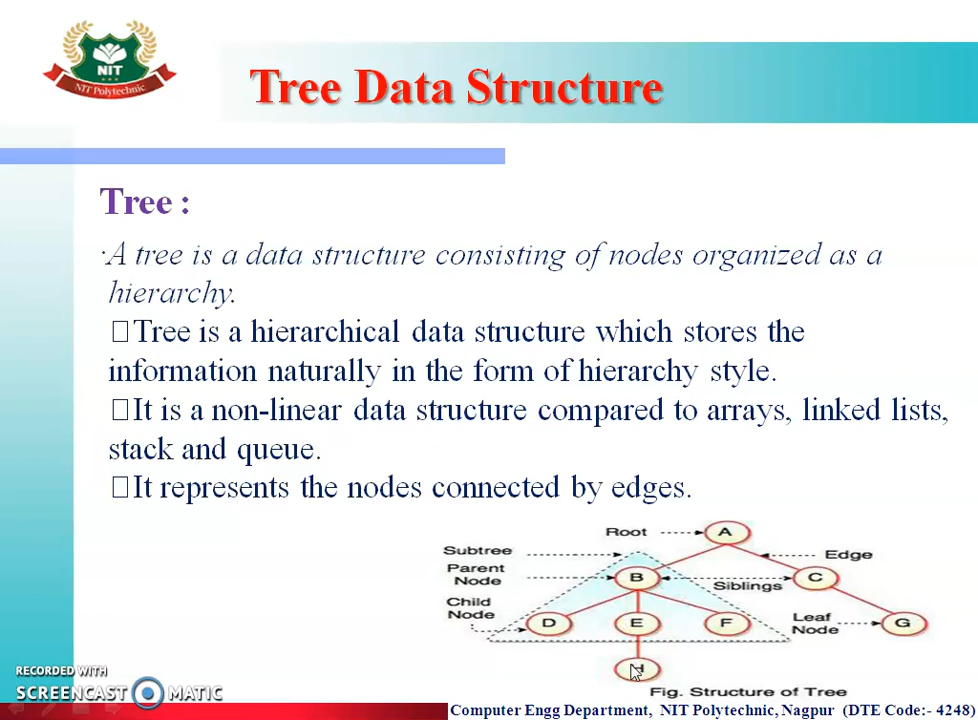 NIT
NIT Polytechnic
Tree Data Structure
Tree :
·A tree is a data structure consisting of nodes organized as a
hierarchy.
□Tree is a hierarchical data structure which stores the
information naturally in the form of hierarchy style.
□It is a non-linear data structure compared to arrays, linked lists,
stack and queue.
□It represents the nodes connected by edges.
Root
A
Subtree
Edge
Parent
Node
B
C
Siblings
Child
Node
D
E
F
Leaf
Node
G
H
Fig. Structure of Tree
RECORDED WITH
SCREENCAST MATIC
Computer Engg Department, NIT Polytechnic, Nagpur (DTE Code:- 4248)